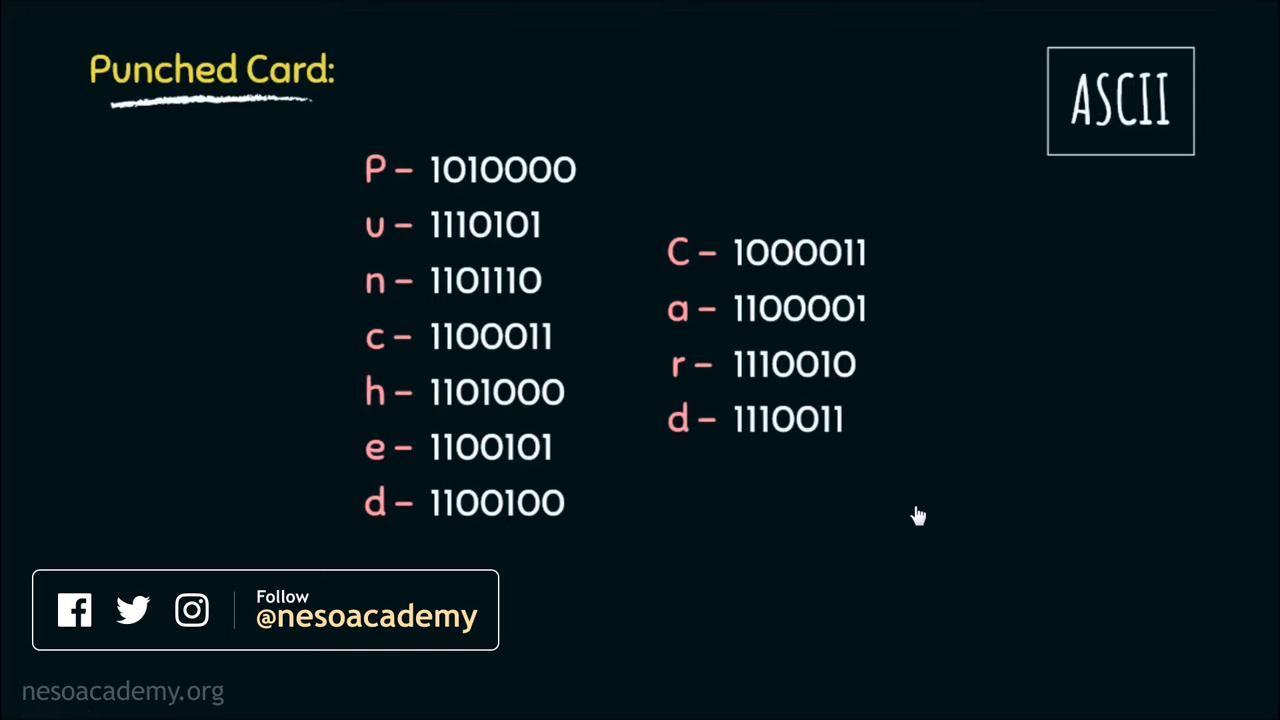 Punched Card:
ASCII
P – 1010000
u – 1110101
n – 1101110
c – 1100011
h – 1101000
e – 1100101
d – 1100100
C – 1000011
a – 1100001
r – 1110010
d – 1110011
Follow
@nesoacademy
nesoacademy.org